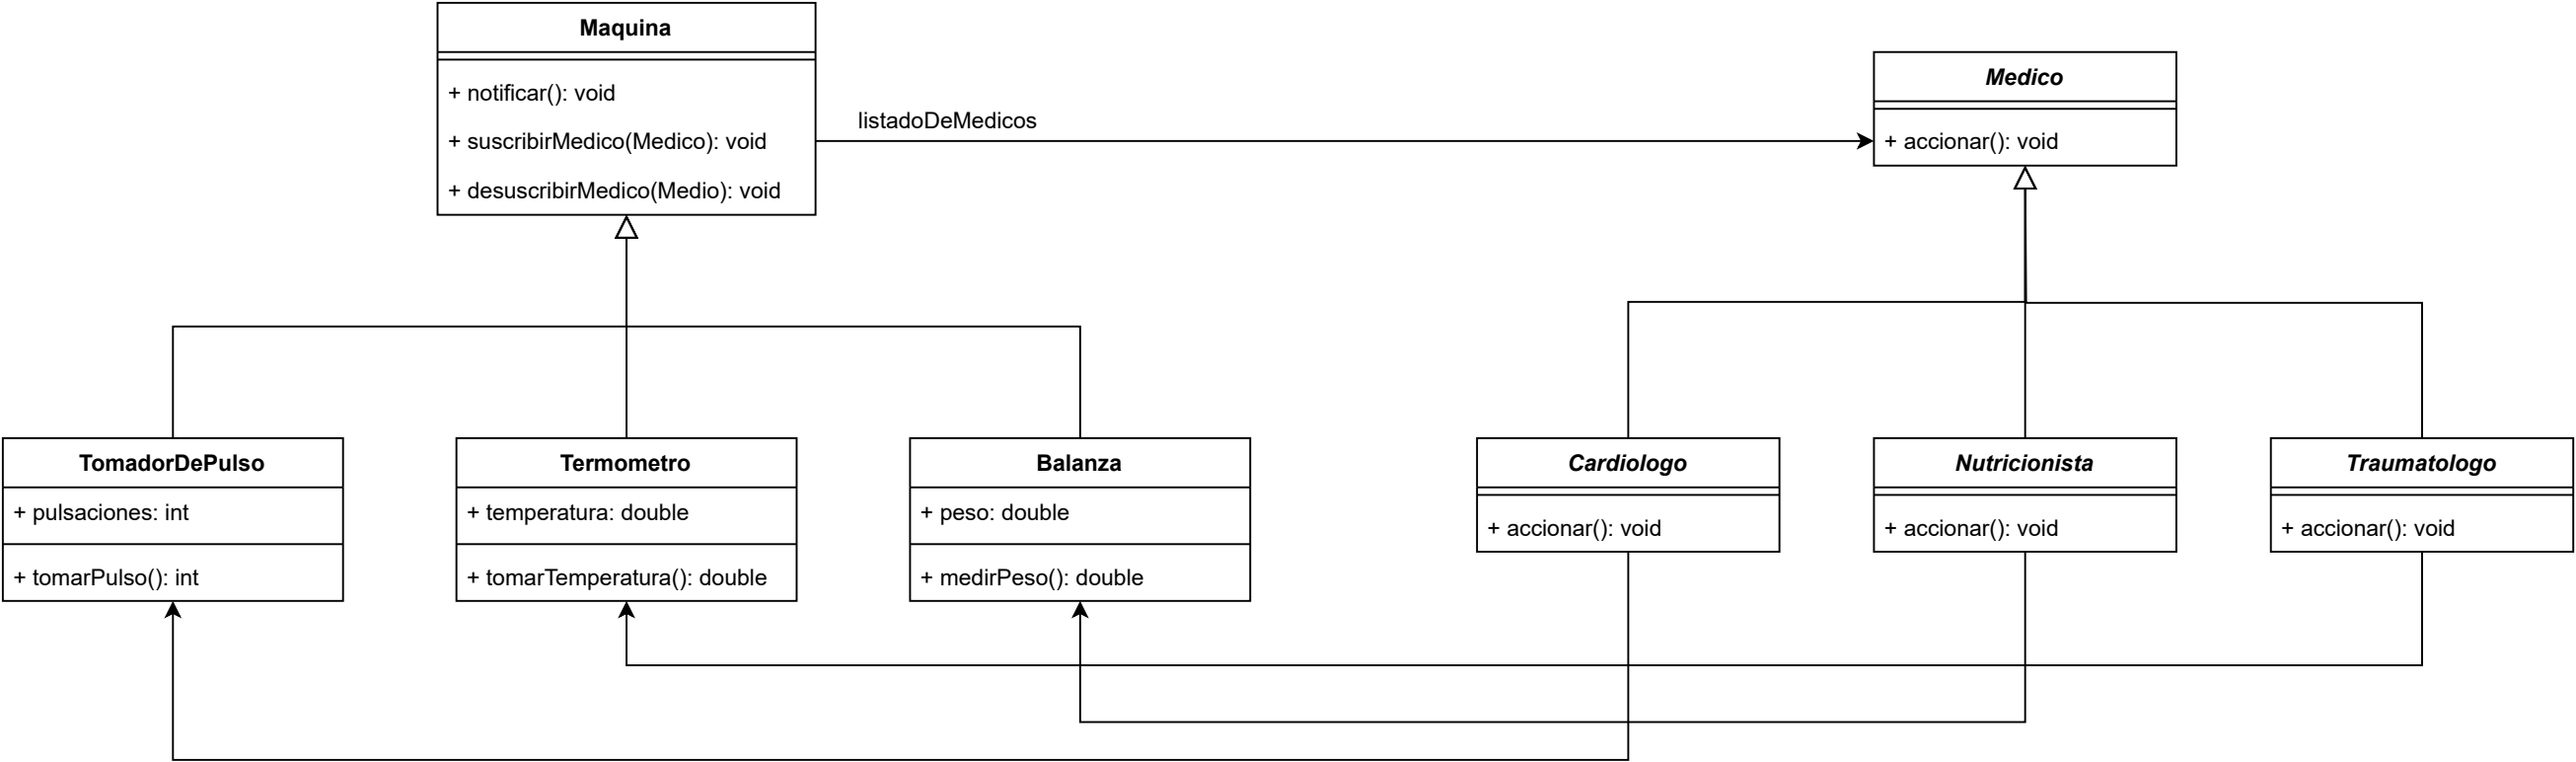 Maquina
+ notificar(): void
+ suscribirMedico(Medico): void
+ desuscribirMedico(Medio): void
listadoDeMedicos
Medico
+ accionar(): void
TomadorDePulso
+ pulsaciones: int
+ tomarPulso(): int
Termometro
+ temperatura: double
+ tomarTemperatura(): double
Balanza
+ peso: double
+ medirPeso(): double
Cardiologo
+ accionar(): void
Nutricionista
+ accionar(): void
Traumatologo
+ accionar(): void